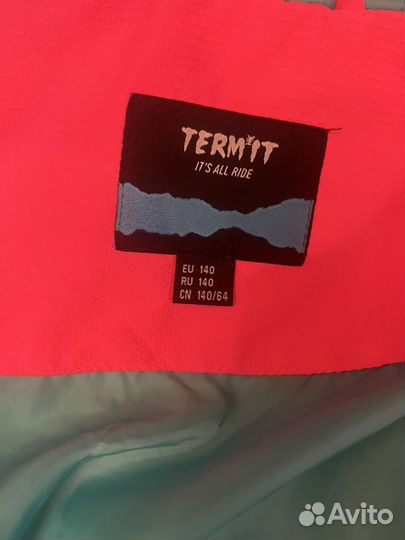 TERMIT
IT'S ALL RIDE
EU 140
RU 140
CN 140/64
Avito